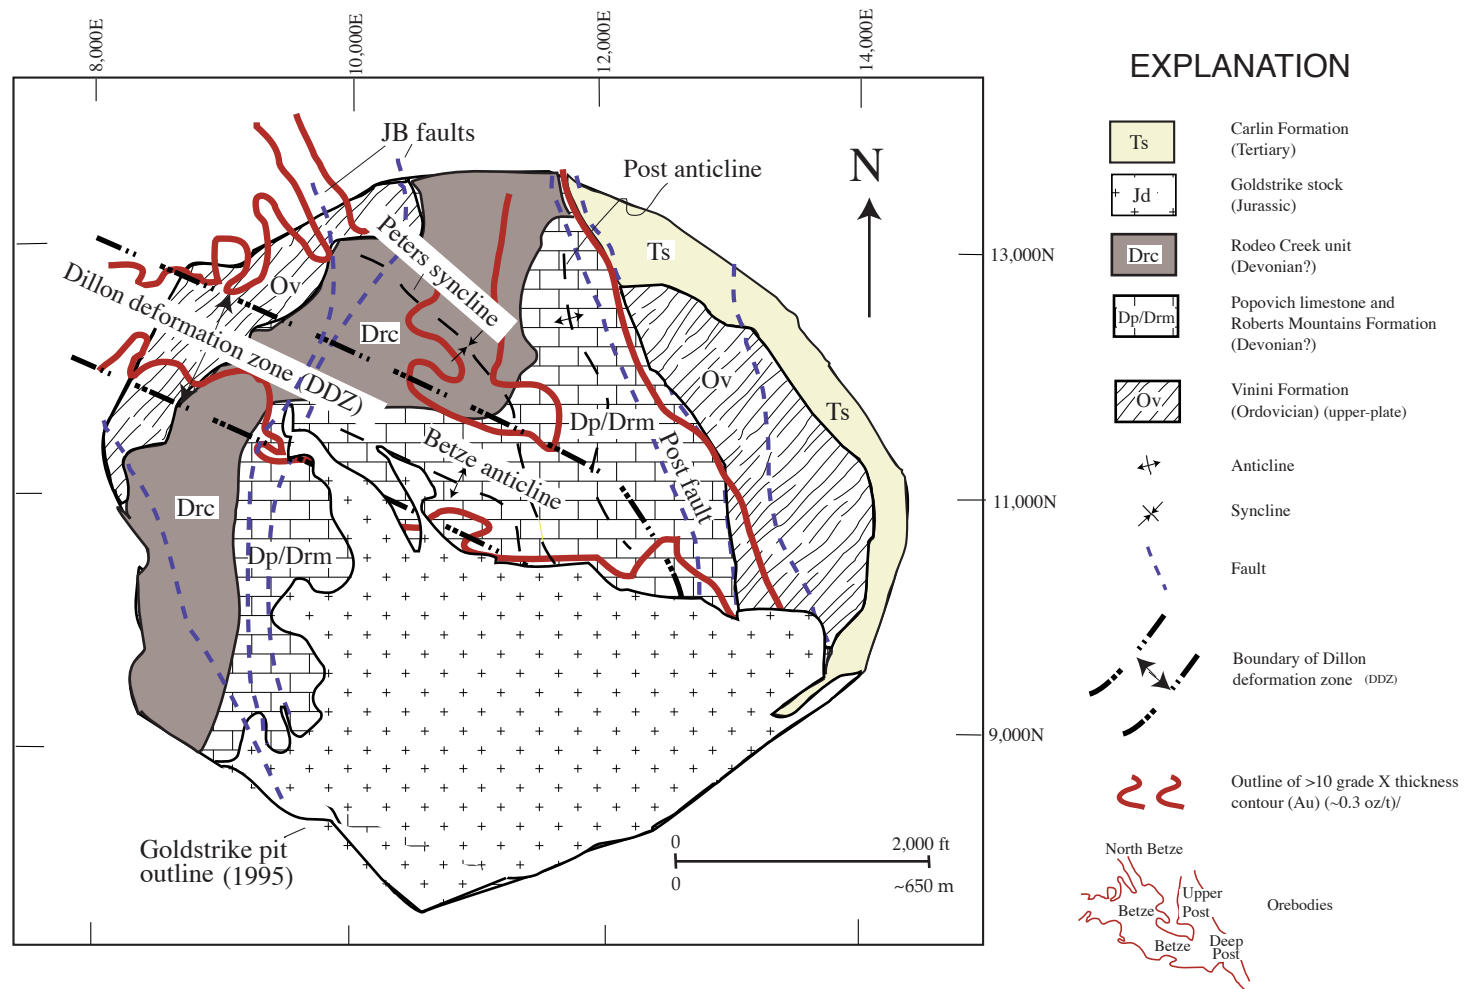 8,000E
10,000E
12,000E
14,000E
JB faults
Post anticline
N
Peters syncline
Ts
13,000N
Ov
Dillon deformation zone (DDZ)
Drc
Ov
Ts
Dp/Drm
Betze anticline
Post fault
11,000N
Drc
Dp/Drm
9,000N
Goldstrike pit
outline (1995)
0
2,000 ft
0
~650 m
EXPLANATION
Ts
Carlin Formation
(Tertiary)
Jd
Goldstrike stock
(Jurassic)
Drc
Rodeo Creek unit
(Devonian?)
Dp/Drm
Popovich limestone and
Roberts Mountains Formation
(Devonian?)
Ov
Vinini Formation
(Ordovician) (upper-plate)
Anticline
Syncline
Fault
Boundary of Dillon
deformation zone (DDZ)
Outline of >10 grade X thickness
contour (Au) (~0.3 oz/t)/
North Betze
Upper
Post
Betze
Betze
Deep
Post
Orebodies